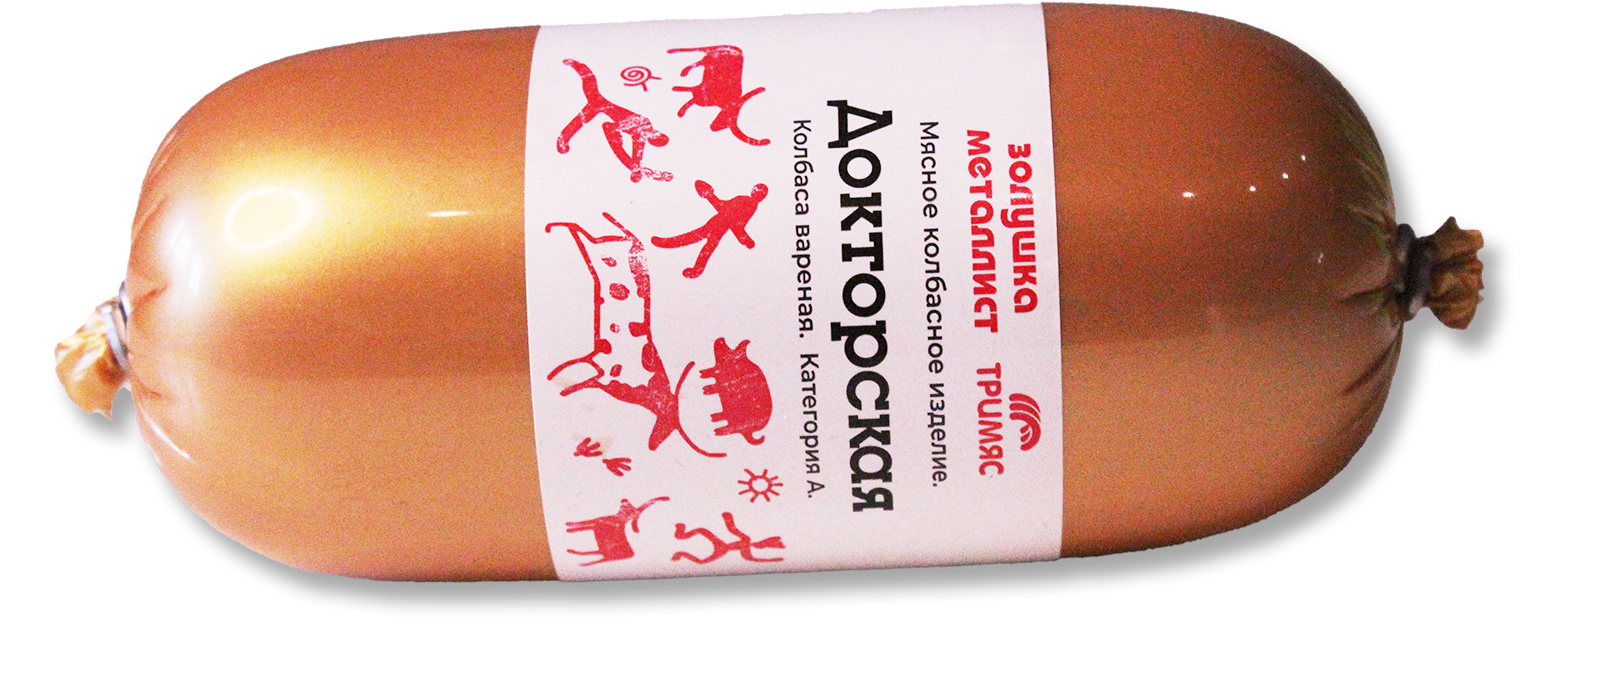 золушка
металлист тримяс
Мясное колбасное изделие.
Докторская
Колбаса вареная. Категория А.